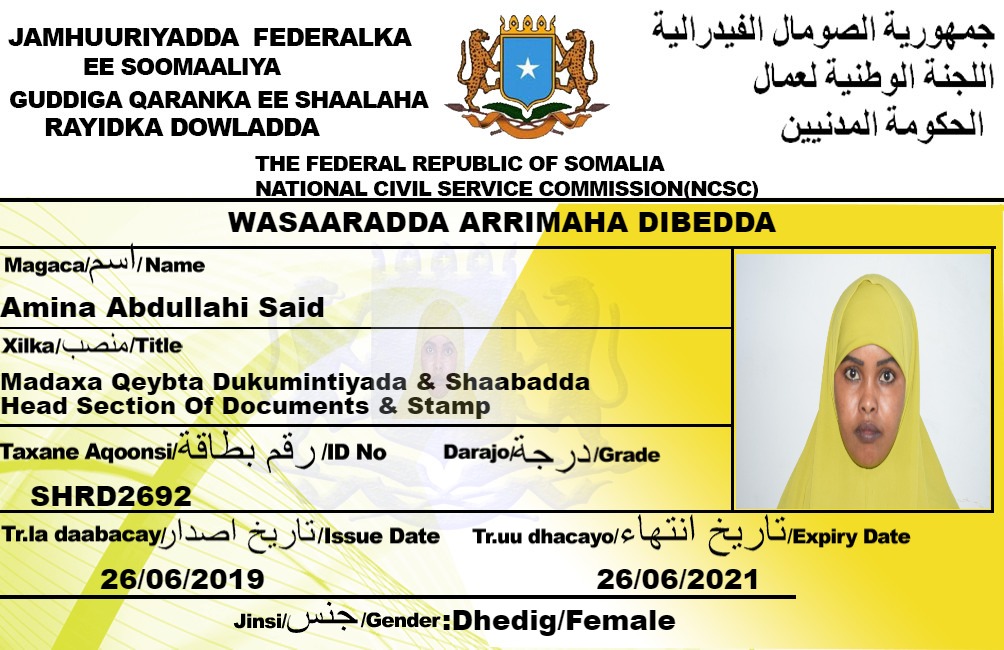 JAMHUURIYADDA FEDERALKA
EE SOOMAALIYA
GUDDIGA QARANKA EE SHAALAHA
RAYIDKA DOWLADDA
جمهورية الصومال الفيدرالية
اللجنة الوطنية لعمال
الحكومة المدنيين
THE FEDERAL REPUBLIC OF SOMALIA
NATIONAL CIVIL SERVICE COMMISSION(NCSC)
WASAARADDA ARRIMAHA DIBEDDA
Magaca/اسم/Name
Amina Abdullahi Said
Xilka/منصب/Title
Madaxa Qeybta Dukumintiyada & Shaabadda
Head Section Of Documents & Stamp
Taxane Aqoonsi/رقم بطاقة/ID No
Darajo/درجة/Grade
SHRD2692
Tr.la daabacay/تاريخ اصدار/Issue Date
Tr.uu dhacayo/تاريخ انتهاء/Expiry Date
26/06/2019
26/06/2021
Jinsi/جنس/Gender:Dhedig/Female